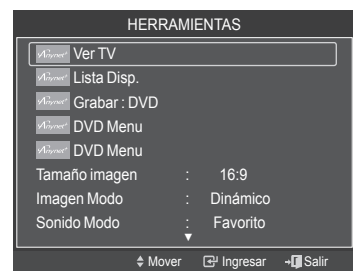 HERRAMIENTAS
Anynet+ Ver TV
Anynet+ Lista Disp.
Anynet+ Grabar : DVD
Anynet+ DVD Menu
Anynet+ DVD Menu
Tamaño imagen : 16:9
Imagen Modo : Dinámico
Sonido Modo : Favorito
Mover Ingresar Salir